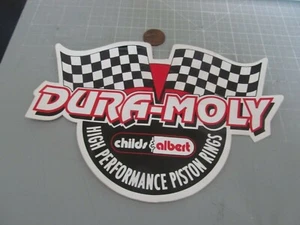 DURA-MOLY
childs & albert
HIGH PERFORMANCE PISTON RINGS